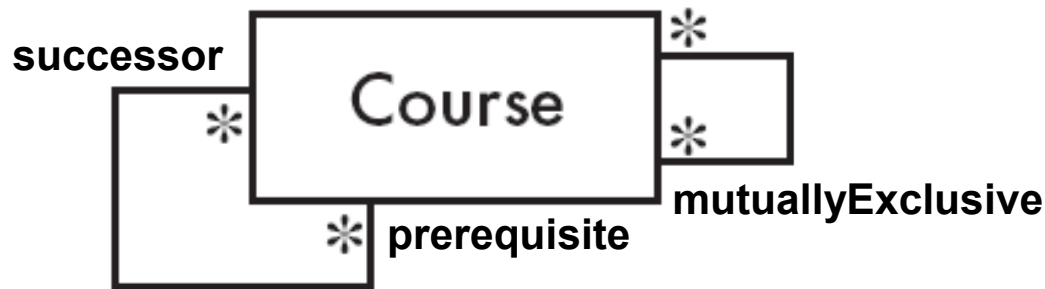 successor
*
Course
*
*
mutuallyExclusive
*
prerequisite